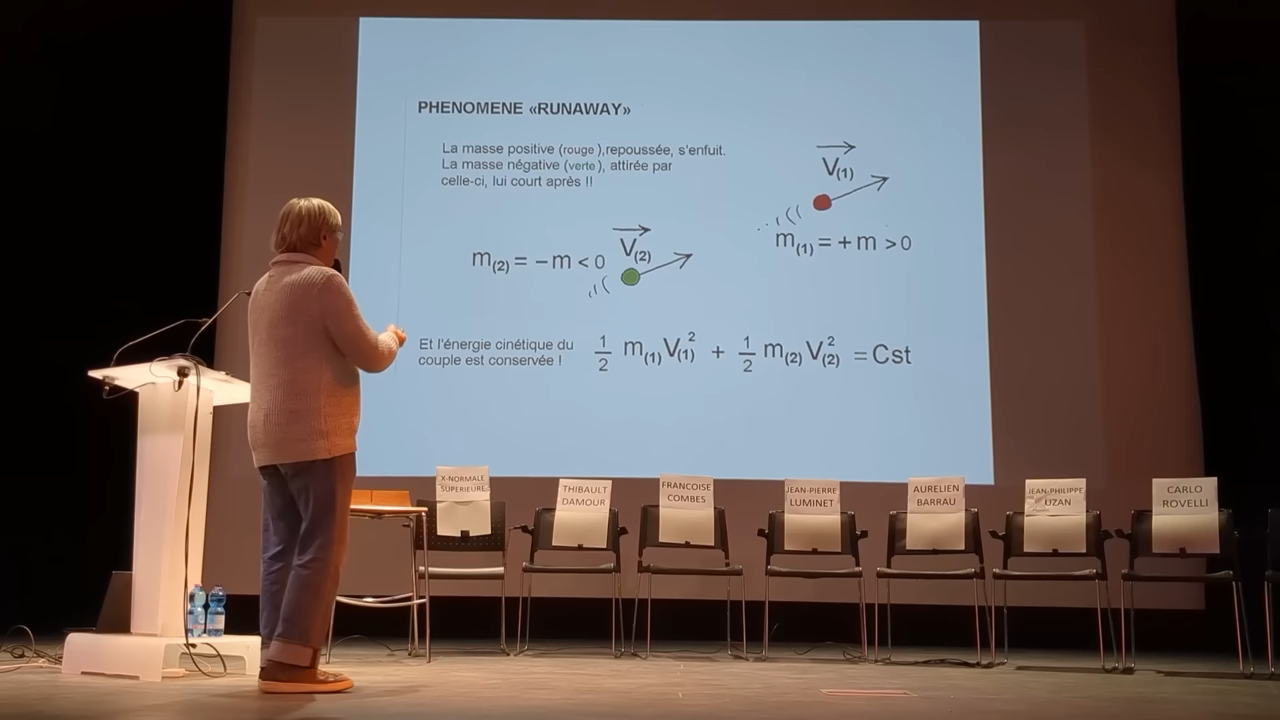 PHENOMENE «RUNAWAY»
La masse positive (rouge ),repoussée, s'enfuit.
La masse négative (verte), attirée par
celle-ci, lui court après !!
V(1)
m(1) = + m > 0
m(2) = − m < 0
V(2)
Et l'énergie cinétique du
couple est conservée !
1/2 m(1) V(1)² + 1/2 m(2) V(2)² = Cst
X-NORMALE
SUPERIEURE
THIBAULT
DAMOUR
FRANCOISE
COMBES
JEAN-PIERRE
LUMINET
AURELIEN
BARRAU
JEAN-PHILIPPE
UZAN
CARLO
ROVELLI